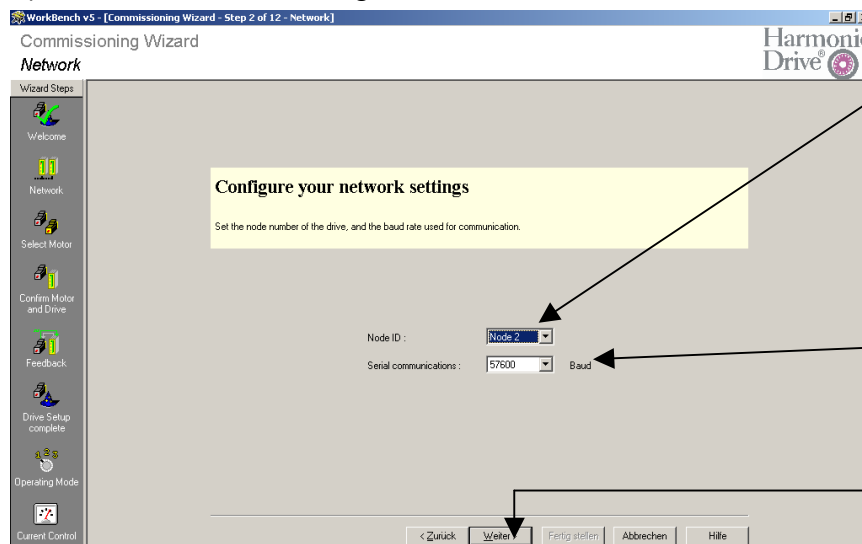 WorkBench v5 - [Commissioning Wizard - Step 2 of 12 - Network]
Commissioning Wizard
Network
Harmonic
Drive®
Wizard Steps
Welcome
Network
Select Motor
Confirm Motor
and Drive
Feedback
Drive Setup
complete
1 2 3
Operating Mode
Current Control
Configure your network settings
Set the node number of the drive, and the baud rate used for communication.
Node ID : Node 2
Serial communications : 57600 Baud
< Zurück Weiter > Fertig stellen Abbrechen Hilfe